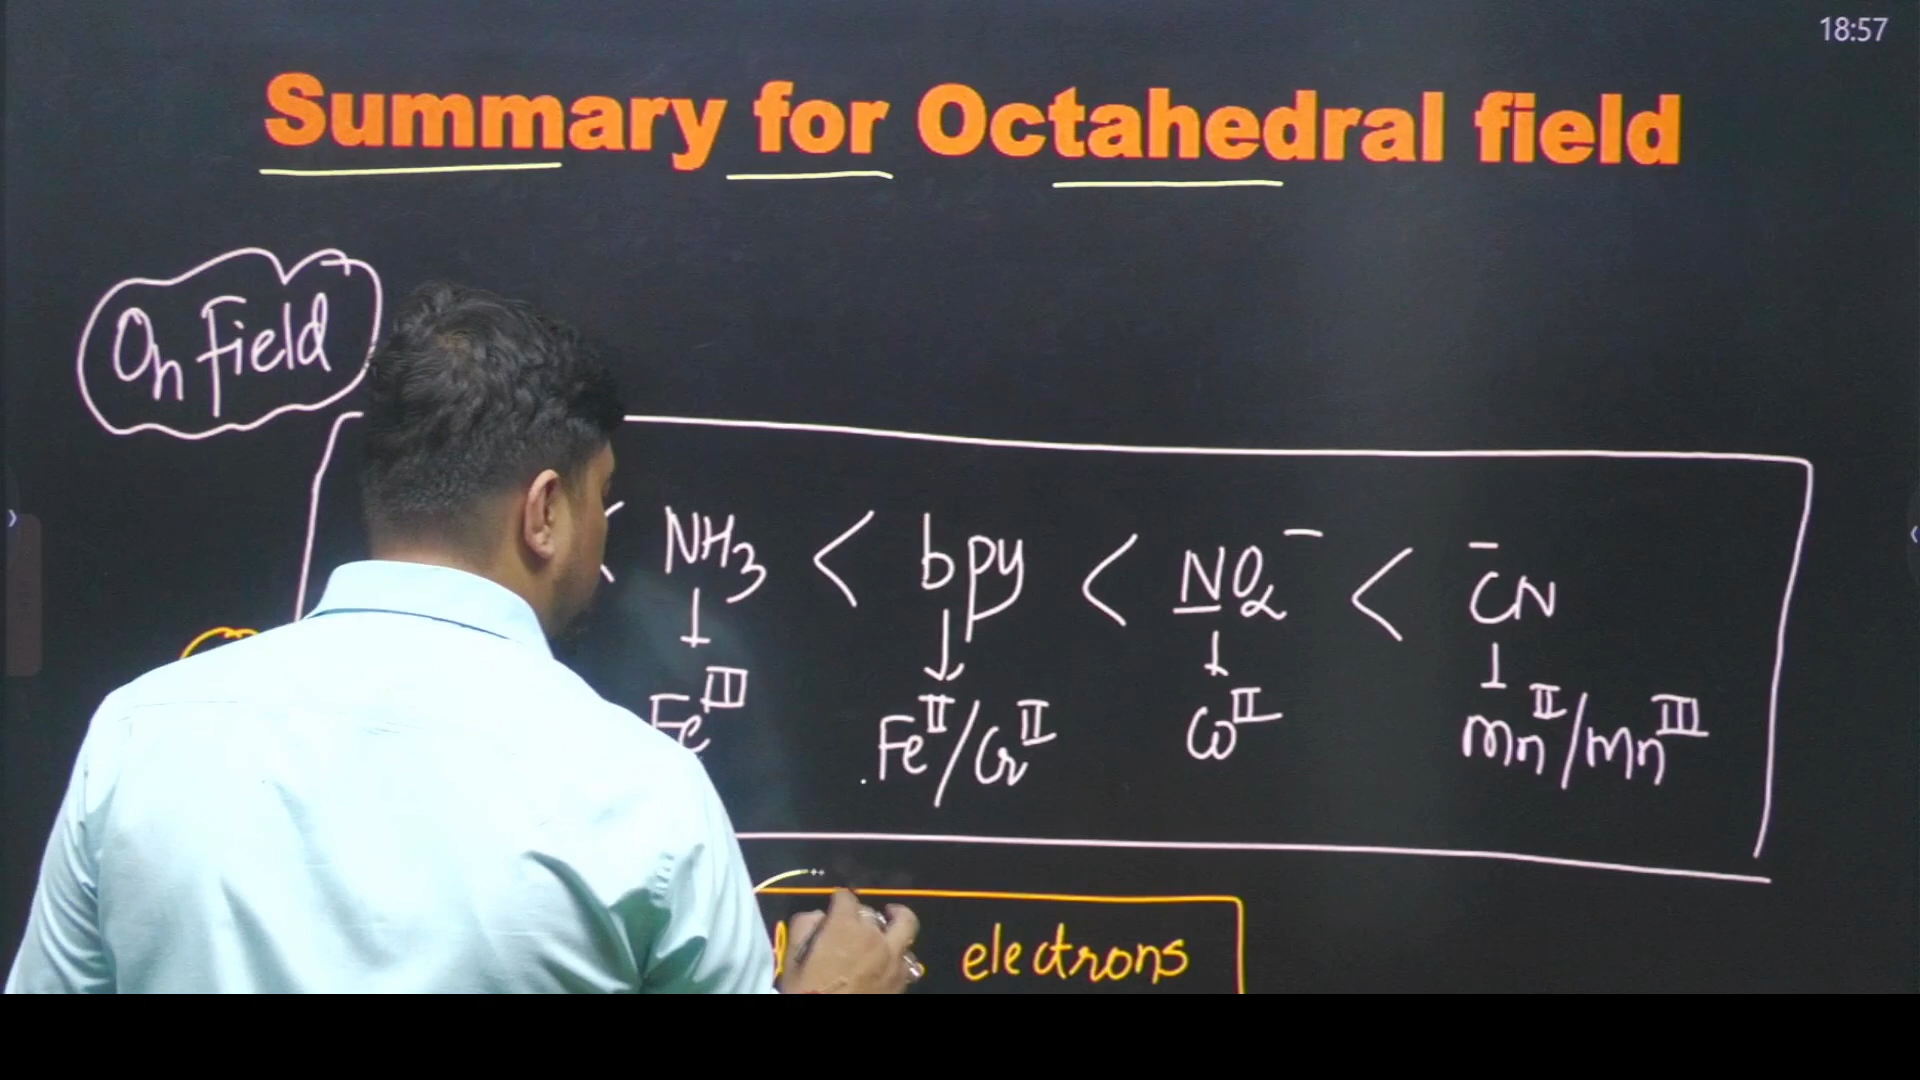 18:57
Summary for Octahedral field
On field
< NH3 < bpy < NO2⁻ < ⁻CN
Fe^III Fe^II/Cr^II Co^II Mn^II/Mn^III
electrons